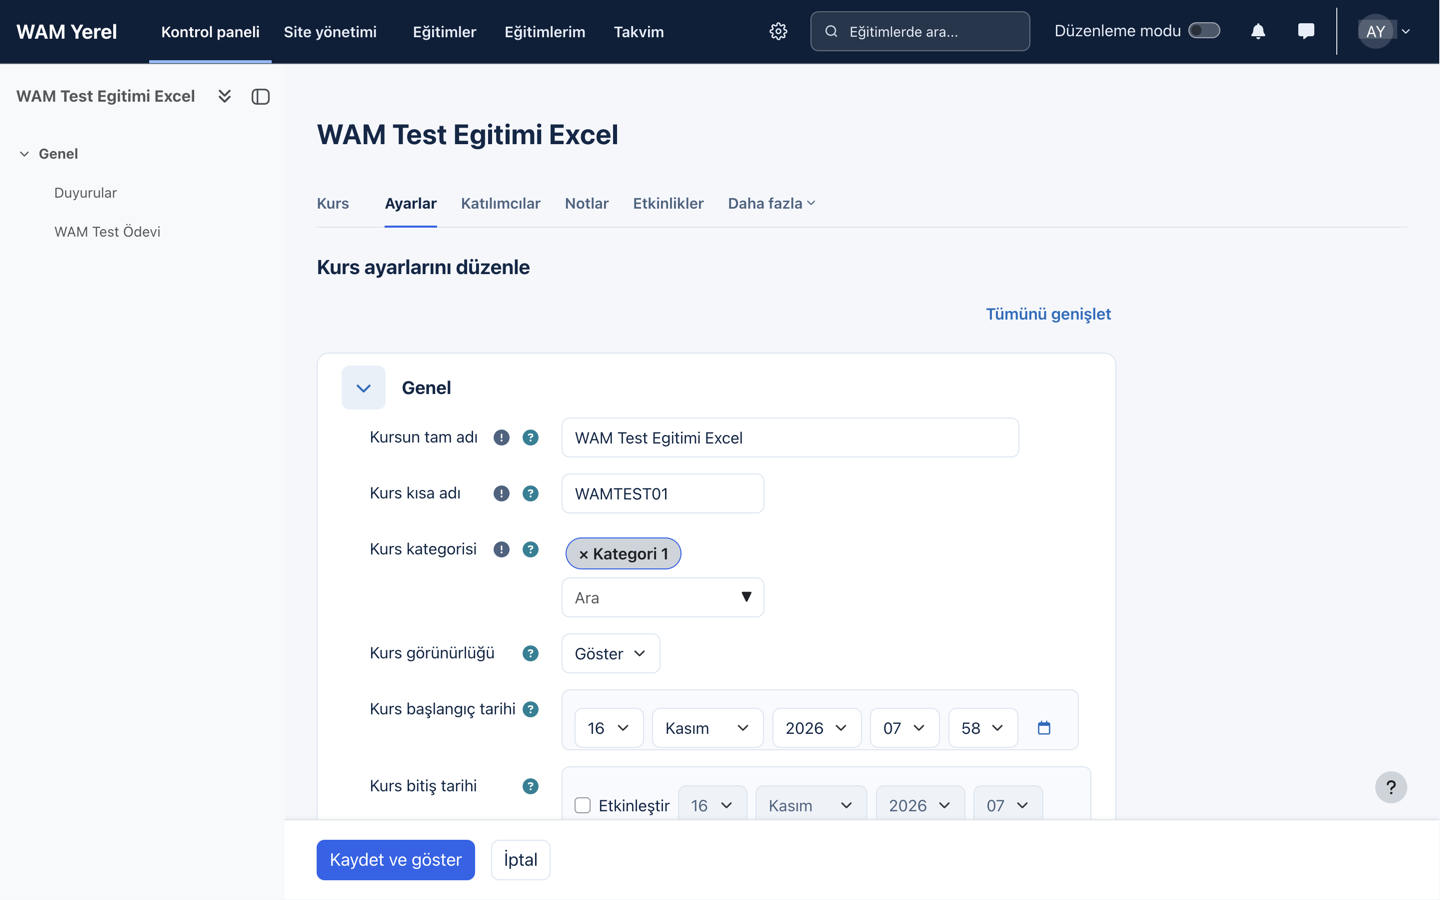 WAM Yerel
Kontrol paneli
Site yönetimi
Eğitimler
Eğitimlerim
Takvim
Eğitimlerde ara...
Düzenleme modu
AY
WAM Test Egitimi Excel
Genel
Duyurular
WAM Test Ödevi
WAM Test Egitimi Excel
Kurs
Ayarlar
Katılımcılar
Notlar
Etkinlikler
Daha fazla
Kurs ayarlarını düzenle
Tümünü genişlet
Genel
Kursun tam adı ! ? WAM Test Egitimi Excel
Kurs kısa adı ! ? WAMTEST01
Kurs kategorisi ! ? × Kategori 1
Ara ▼
Kurs görünürlüğü ? Göster
Kurs başlangıç tarihi ? 16 Kasım 2026 07 58
Kurs bitiş tarihi ? Etkinleştir 16 Kasım 2026 07
?
Kaydet ve göster
İptal